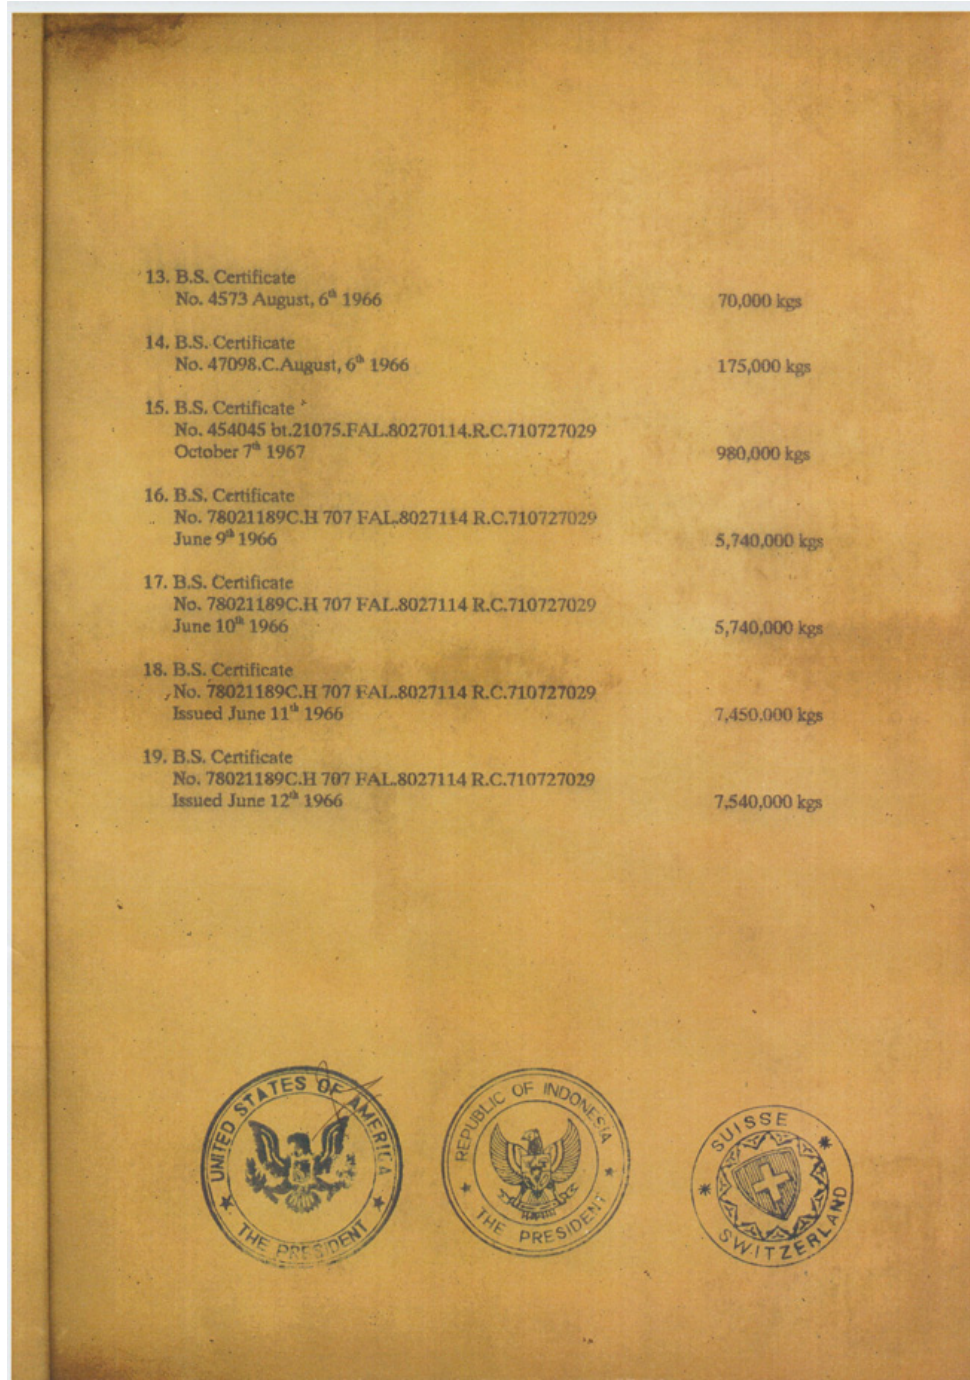 13. B.S. Certificate
No. 4573 August, 6th 1966
70,000 kgs
14. B.S. Certificate
No. 47098.C.August, 6th 1966
175,000 kgs
15. B.S. Certificate
No. 454045 bt.21075.FAL.80270114.R.C.710727029
October 7th 1967
980,000 kgs
16. B.S. Certificate
No. 78021189C.H 707 FAL.8027114 R.C.710727029
June 9th 1966
5,740,000 kgs
17. B.S. Certificate
No. 78021189C.H 707 FAL.8027114 R.C.710727029
June 10th 1966
5,740,000 kgs
18. B.S. Certificate
No. 78021189C.H 707 FAL.8027114 R.C.710727029
Issued June 11th 1966
7,450.000 kgs
19. B.S. Certificate
No. 78021189C.H 707 FAL.8027114 R.C.710727029
Issued June 12th 1966
7,540,000 kgs
UNITED STATES OF AMERICA
THE PRESIDENT
REPUBLIC OF INDONESIA
THE PRESIDENT
SUISSE
SWITZERLAND